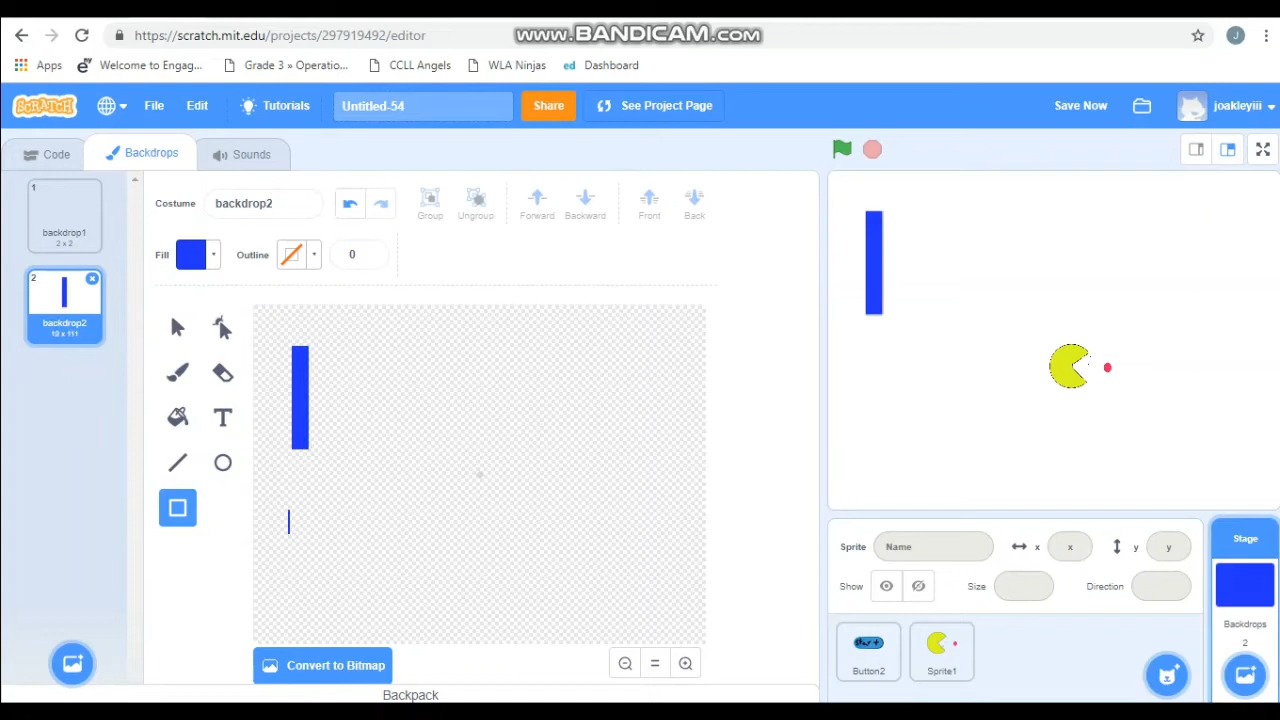 www.BANDICAM.com
https://scratch.mit.edu/projects/297919492/editor
J
Apps
Welcome to Engag...
Grade 3 » Operatio...
CCLL Angels
WLA Ninjas
ed Dashboard
SCRATCH
File
Edit
Tutorials
Untitled-54
Share
See Project Page
Save Now
joakleyiii
Code
Backdrops
Sounds
1
backdrop1
2 x 2
2
backdrop2
19 x 111
Costume
backdrop2
Group
Ungroup
Forward
Backward
Front
Back
Fill
Outline
0
T
Convert to Bitmap
Backpack
Sprite
Name
x
x
y
y
Show
Size
Direction
Button2
Sprite1
Stage
Backdrops
2